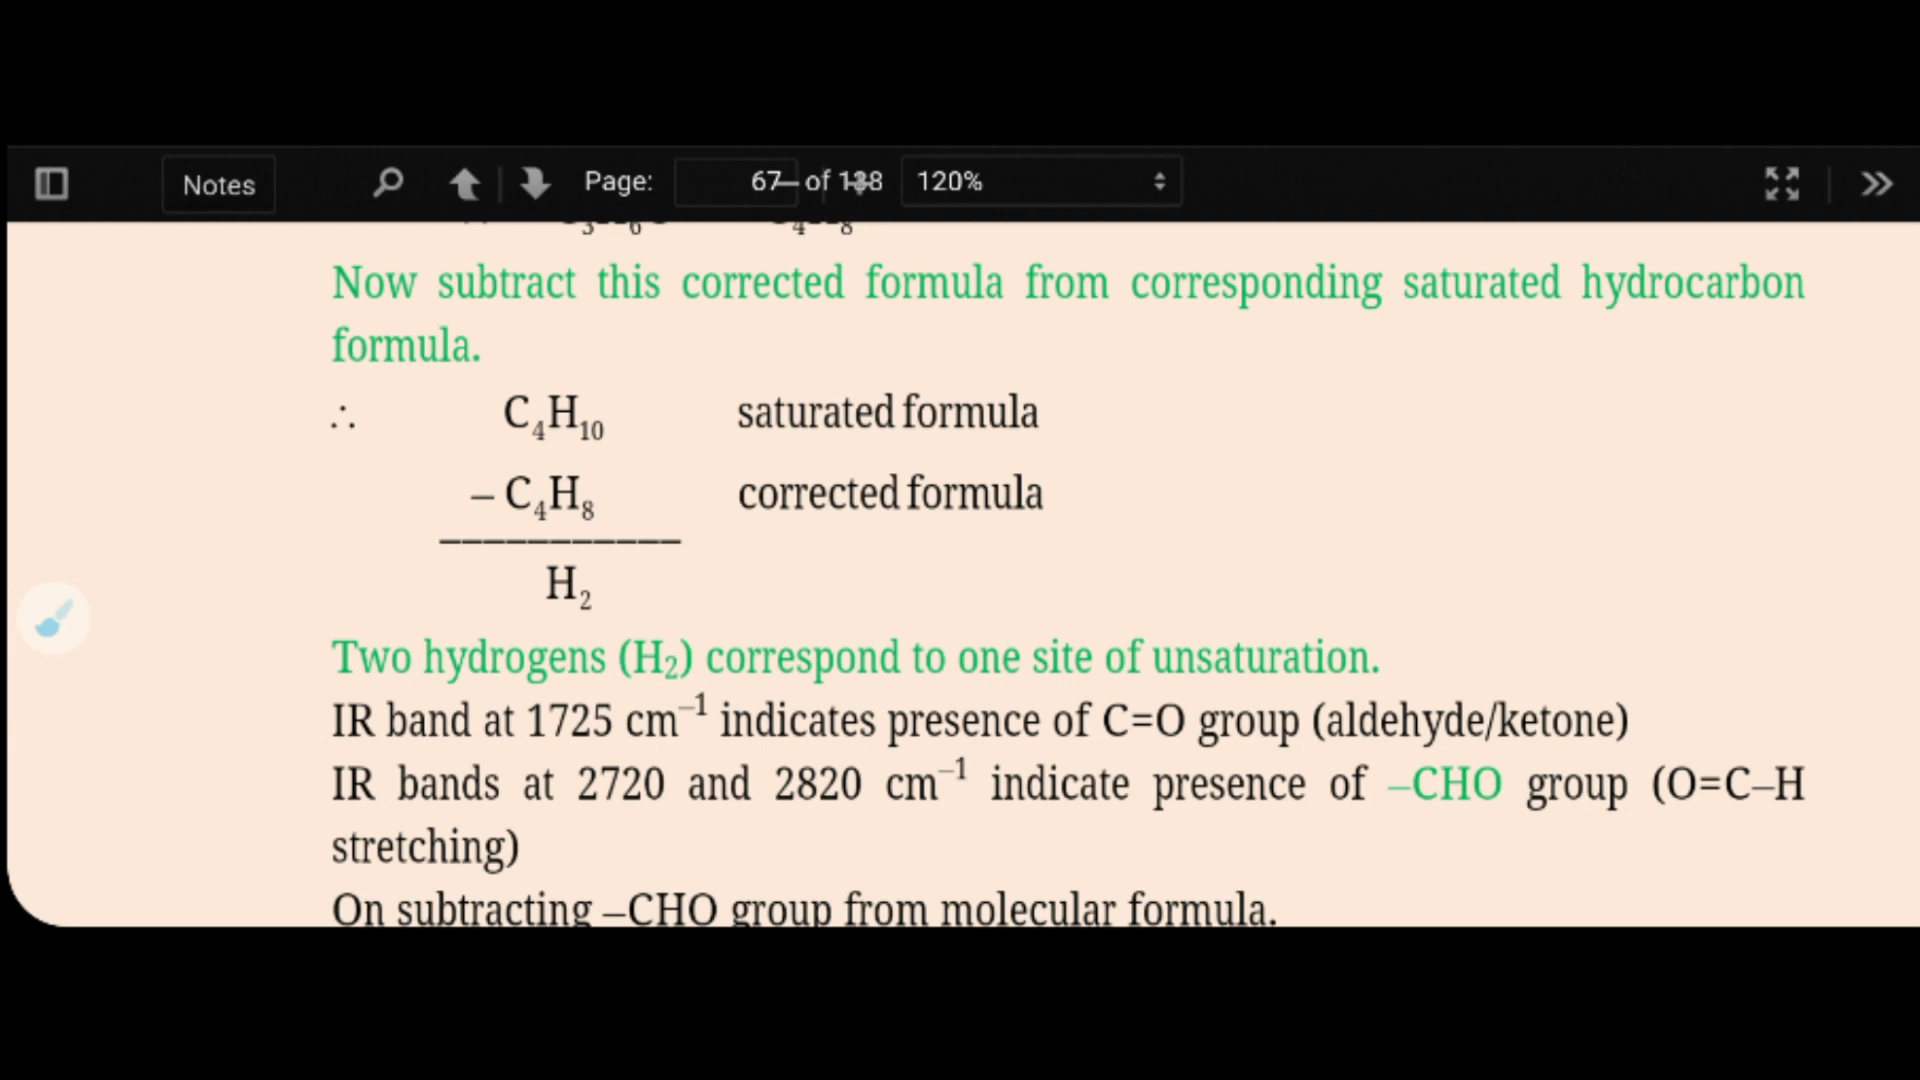 Notes Page: 67 of 138 120%
Now subtract this corrected formula from corresponding saturated hydrocarbon
formula.
∴ C₄H₁₀ saturated formula
– C₄H₈ corrected formula
H₂
Two hydrogens (H₂) correspond to one site of unsaturation.
IR band at 1725 cm⁻¹ indicates presence of C=O group (aldehyde/ketone)
IR bands at 2720 and 2820 cm⁻¹ indicate presence of –CHO group (O=C–H
stretching)
On subtracting –CHO group from molecular formula.